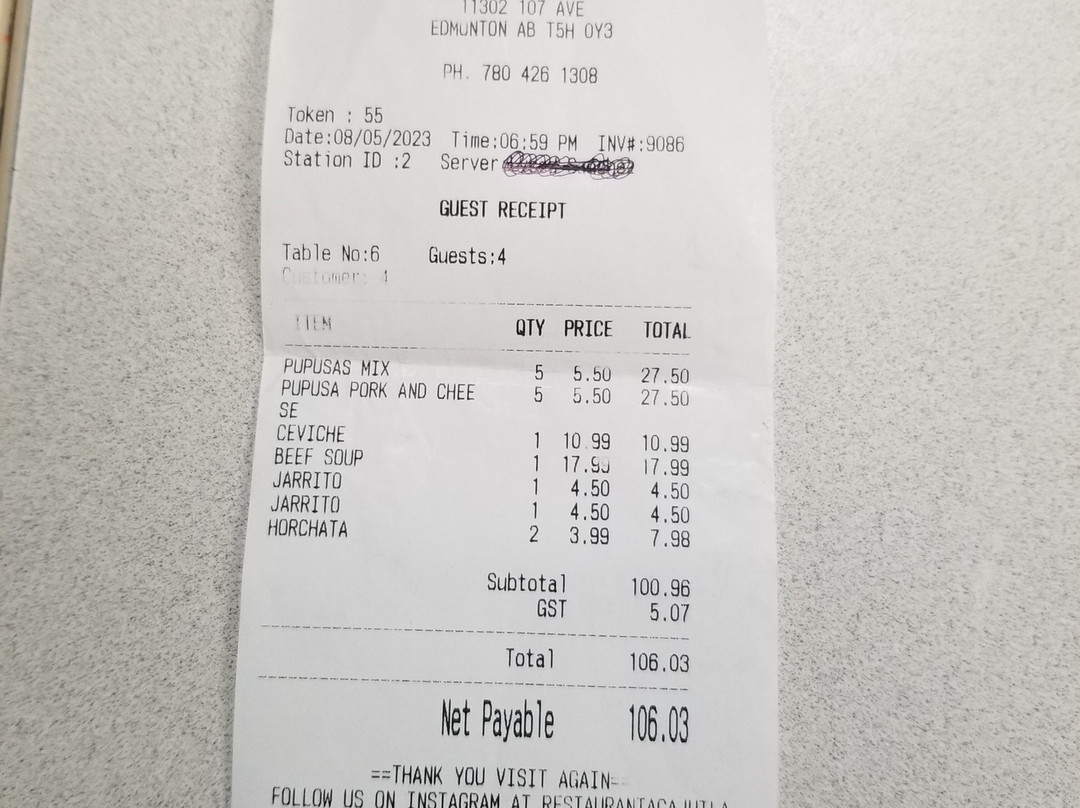 11302 107 AVE
EDMONTON AB T5H 0Y3
PH. 780 426 1308
Token : 55
Date:08/05/2023 Time:06:59 PM INV#:9086
Station ID :2 Server
GUEST RECEIPT
Table No:6 Guests:4
Customer: 4
ITEM QTY PRICE TOTAL
PUPUSAS MIX 5 5.50 27.50
PUPUSA PORK AND CHEE 5 5.50 27.50
SE
CEVICHE 1 10.99 10.99
BEEF SOUP 1 17.99 17.99
JARRITO 1 4.50 4.50
JARRITO 1 4.50 4.50
HORCHATA 2 3.99 7.98
Subtotal 100.96
GST 5.07
Total 106.03
Net Payable 106.03
==THANK YOU VISIT AGAIN==
FOLLOW US ON INSTAGRAM AT RESTAURANTACAJUTLA